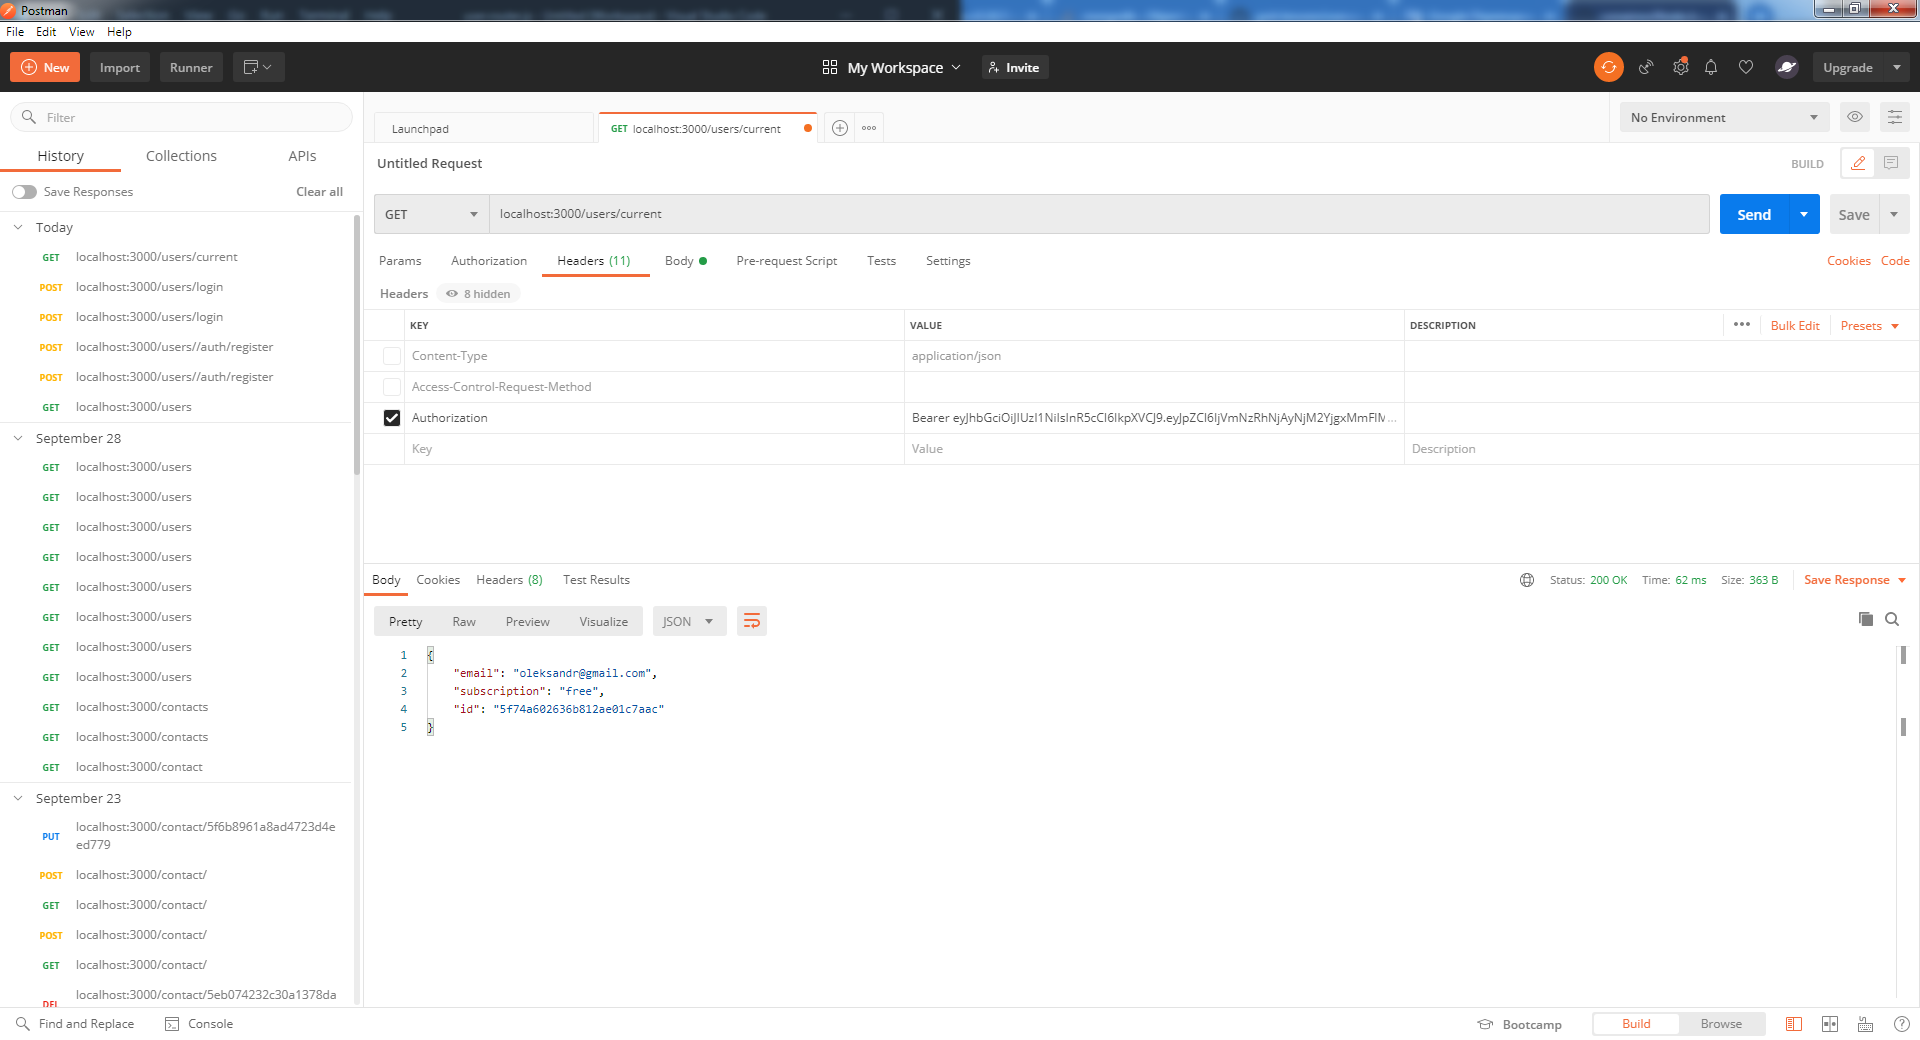 Postman
File Edit View Help
New Import Runner My Workspace Invite Upgrade
Filter
History Collections APIs
Save Responses Clear all
Today
GET localhost:3000/users/current
POST localhost:3000/users/login
POST localhost:3000/users/login
POST localhost:3000/users//auth/register
POST localhost:3000/users//auth/register
GET localhost:3000/users
September 28
GET localhost:3000/users
GET localhost:3000/users
GET localhost:3000/users
GET localhost:3000/users
GET localhost:3000/users
GET localhost:3000/users
GET localhost:3000/users
GET localhost:3000/users
GET localhost:3000/contacts
GET localhost:3000/contacts
GET localhost:3000/contact
September 23
PUT localhost:3000/contact/5f6b8961a8ad4723d4e
ed779
POST localhost:3000/contact/
GET localhost:3000/contact/
POST localhost:3000/contact/
GET localhost:3000/contact/
DEL localhost:3000/contact/5eb074232c30a1378da
Launchpad GET localhost:3000/users/current
No Environment
Untitled Request BUILD
GET localhost:3000/users/current Send Save
Params Authorization Headers (11) Body Pre-request Script Tests Settings Cookies Code
Headers 8 hidden
KEY VALUE DESCRIPTION ••• Bulk Edit Presets
Content-Type application/json
Access-Control-Request-Method
Authorization Bearer eyJhbGciOiJIUzI1NiIsInR5cCI6IkpXVCJ9.eyJpZCI6IjVmNzRhNjAyNjM2YjgxMmFlM ...
Key Value Description
Body Cookies Headers (8) Test Results Status: 200 OK Time: 62 ms Size: 363 B Save Response
Pretty Raw Preview Visualize JSON
1 {
2 "email": "oleksandr@gmail.com",
3 "subscription": "free",
4 "id": "5f74a602636b812ae01c7aac"
5 }
Find and Replace Console Bootcamp Build Browse